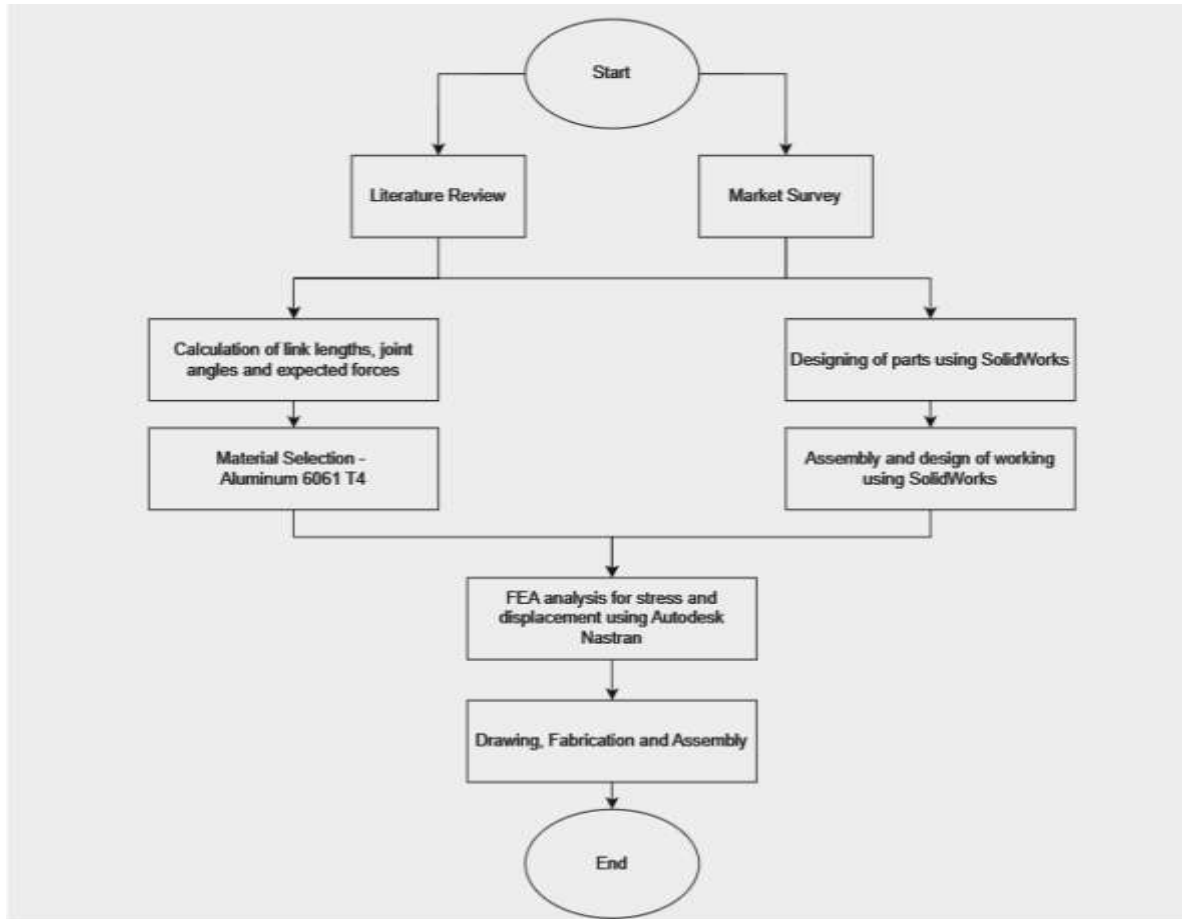 Start
Literature Review
Market Survey
Calculation of link lengths, joint
angles and expected forces
Designing of parts using SolidWorks
Material Selection -
Aluminum 6061 T4
Assembly and design of working
using SolidWorks
FEA analysis for stress and
displacement using Autodesk
Nastran
Drawing, Fabrication and Assembly
End